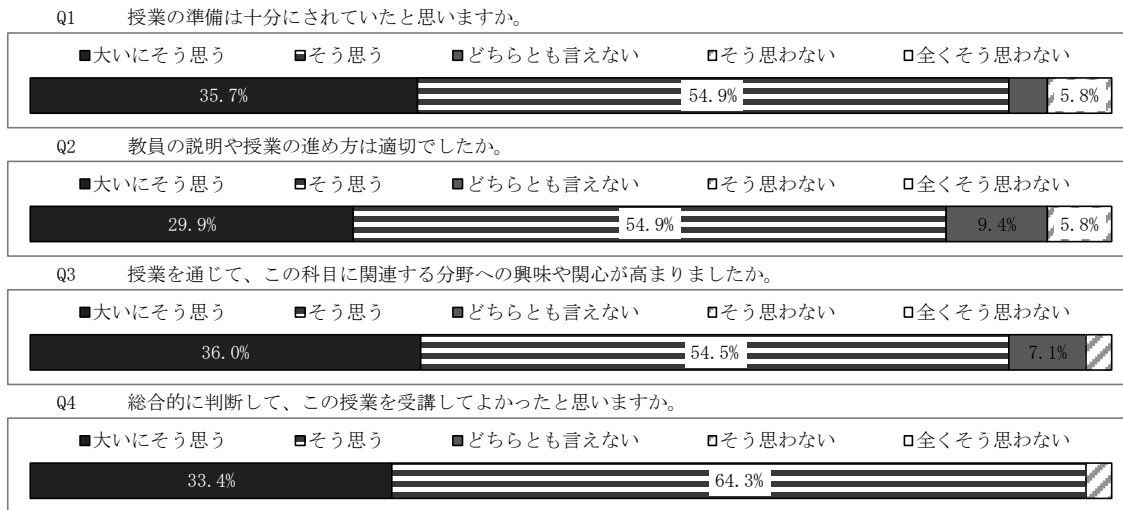 Q1 授業の準備は十分にされていたと思いますか。
■大いにそう思う ■そう思う ■どちらとも言えない □そう思わない □全くそう思わない
35.7% 54.9% 5.8%
Q2 教員の説明や授業の進め方は適切でしたか。
■大いにそう思う ■そう思う ■どちらとも言えない □そう思わない □全くそう思わない
29.9% 54.9% 9.4% 5.8%
Q3 授業を通じて、この科目に関連する分野への興味や関心が高まりましたか。
■大いにそう思う ■そう思う ■どちらとも言えない □そう思わない □全くそう思わない
36.0% 54.5% 7.1%
Q4 総合的に判断して、この授業を受講してよかったと思いますか。
■大いにそう思う ■そう思う ■どちらとも言えない □そう思わない □全くそう思わない
33.4% 64.3%